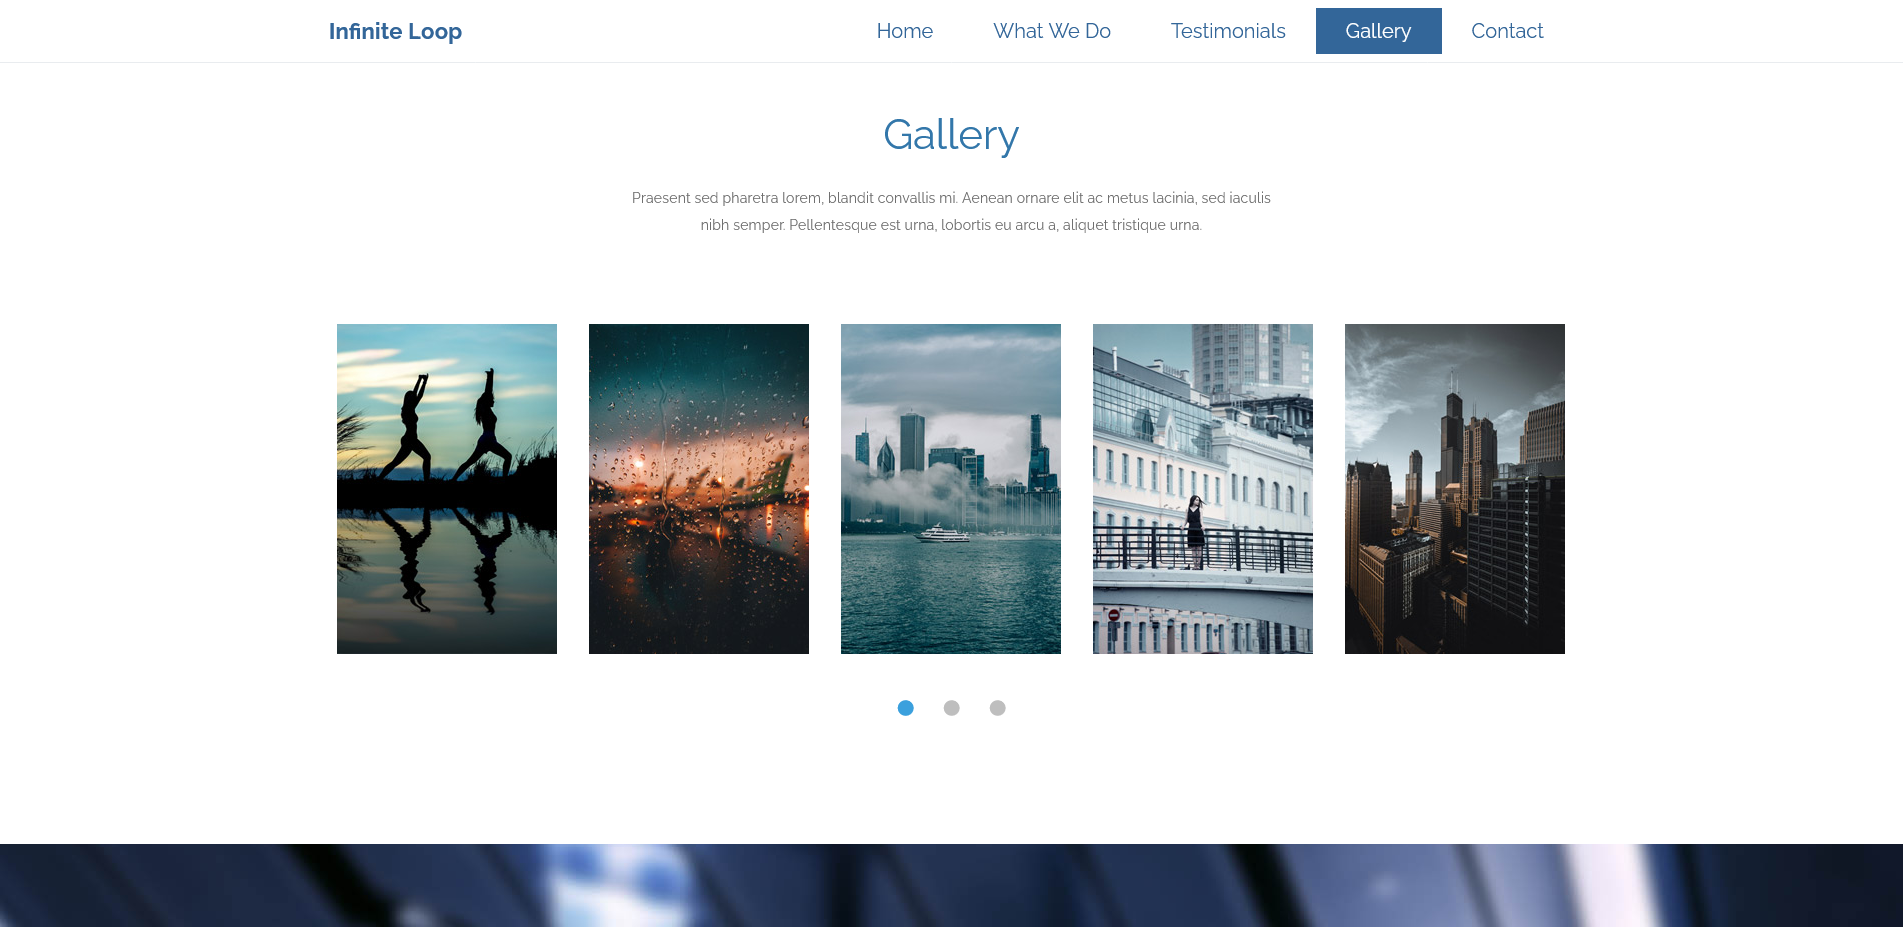 Infinite Loop
Home
What We Do
Testimonials
Gallery
Contact
Gallery
Praesent sed pharetra lorem, blandit convallis mi. Aenean ornare elit ac metus lacinia, sed iaculis
nibh semper. Pellentesque est urna, lobortis eu arcu a, aliquet tristique urna.